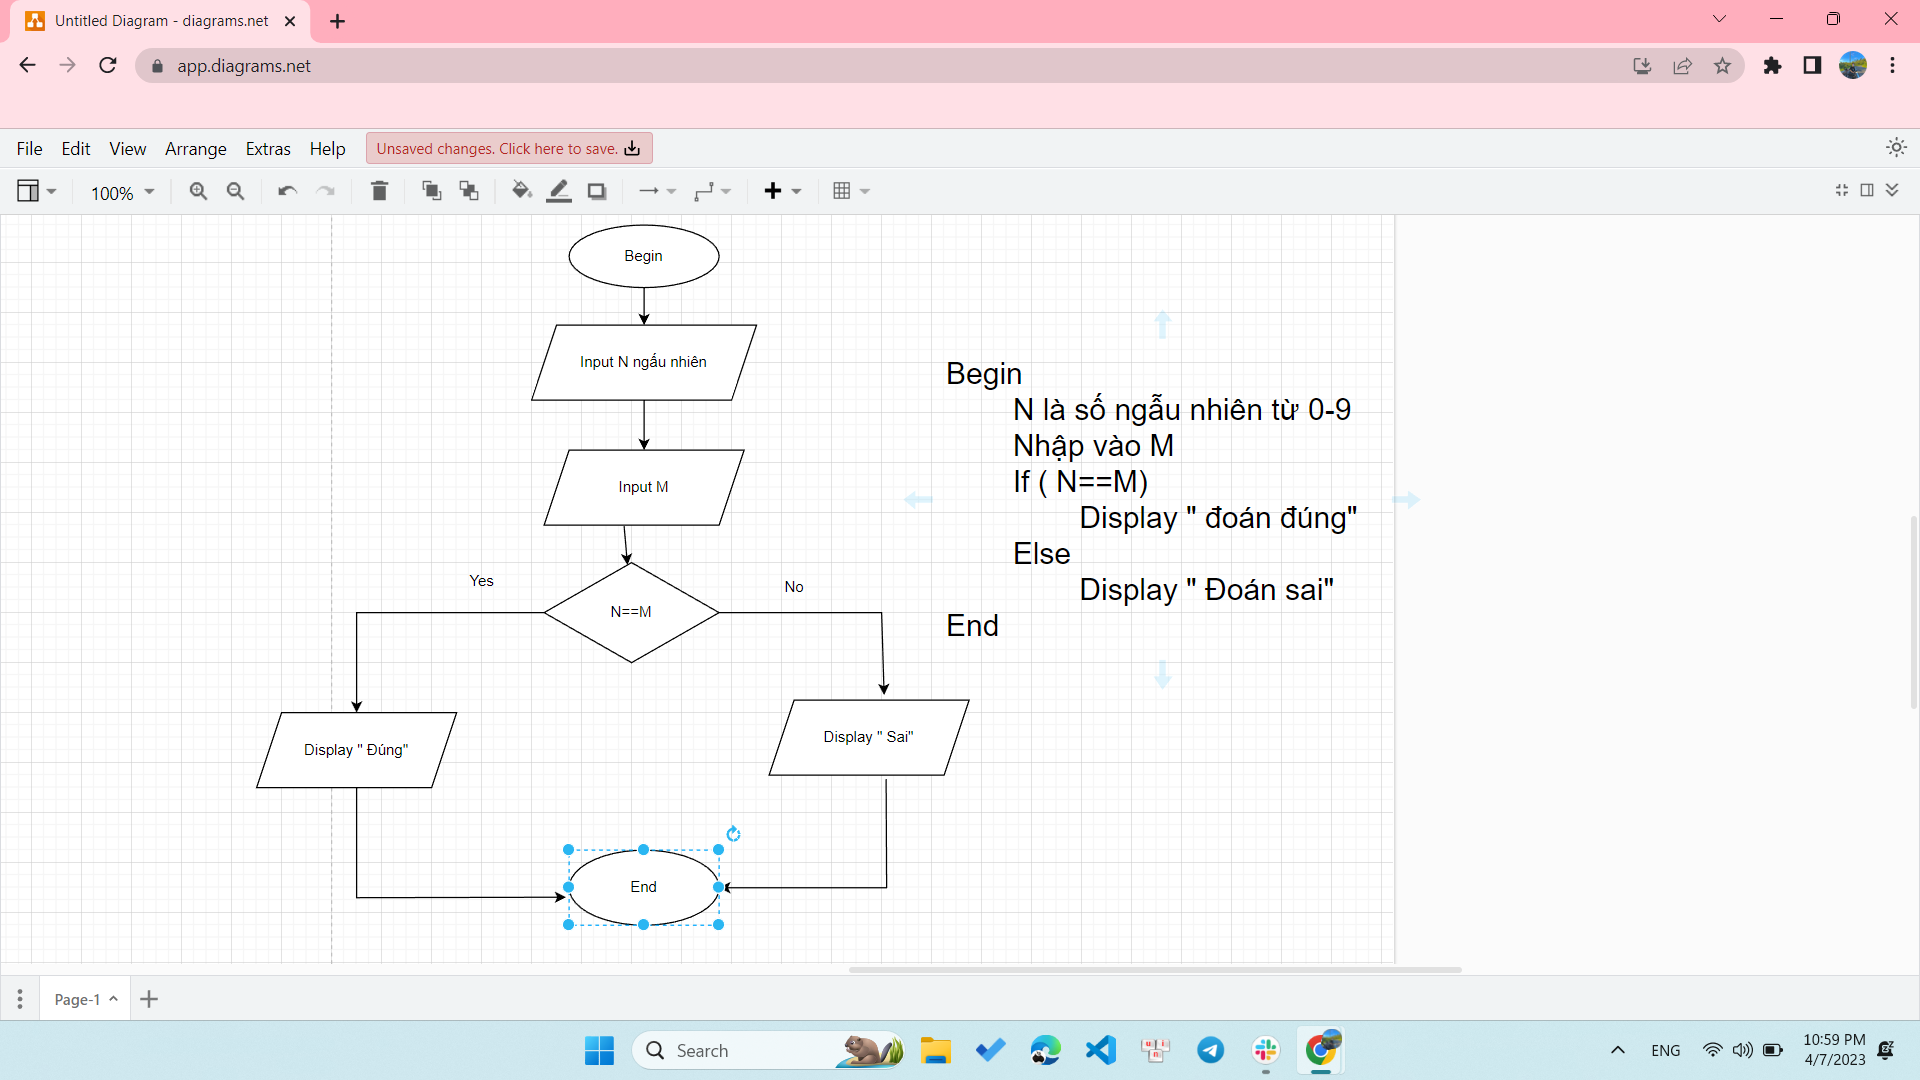 Untitled Diagram - diagrams.net
app.diagrams.net
File Edit View Arrange Extras Help Unsaved changes. Click here to save.
100%
Begin
Input N ngấu nhiên
Input M
Yes
No
N==M
Display " Đúng"
Display " Sai"
End
Begin
N là số ngẫu nhiên từ 0-9
Nhập vào M
If ( N==M)
Display " đoán đúng"
Else
Display " Đoán sai"
End
Page-1
Search
ENG
10:59 PM
4/7/2023